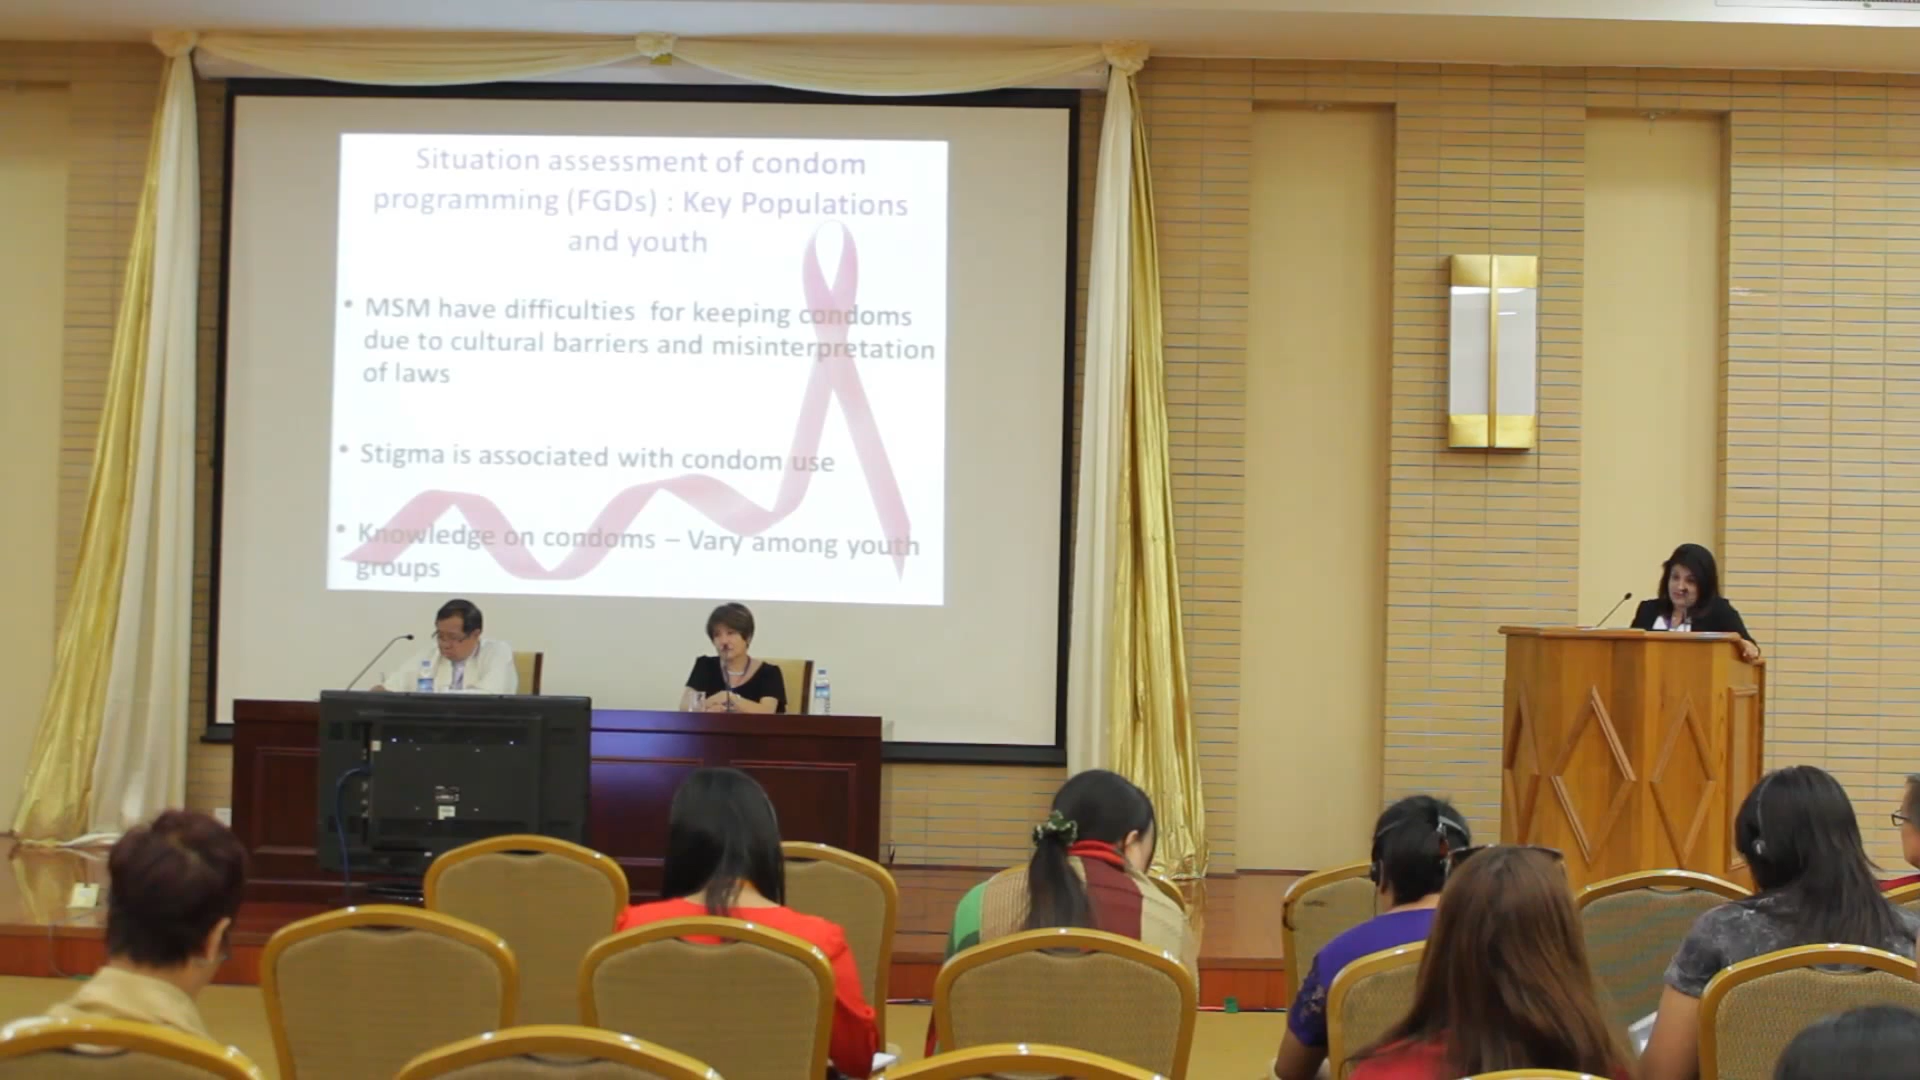 Situation assessment of condom
programming (FGDs) : Key Populations
and youth
• MSM have difficulties for keeping condoms
due to cultural barriers and misinterpretation
of laws
• Stigma is associated with condom use
• Knowledge on condoms – Vary among youth
groups